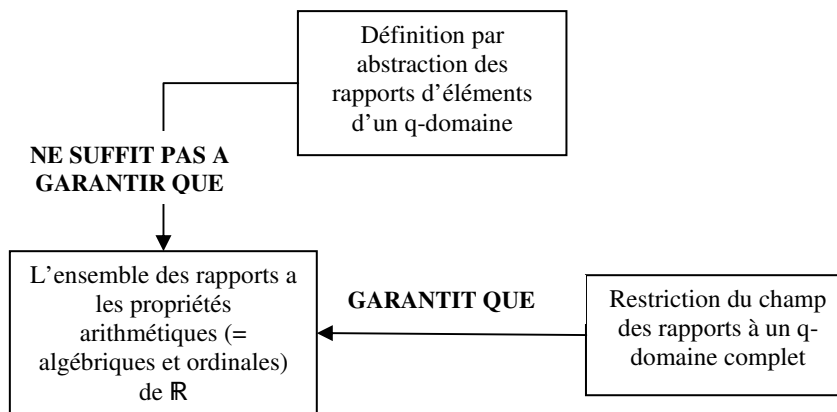 Définition par
abstraction des
rapports d'éléments
d'un q-domaine
NE SUFFIT PAS A
GARANTIR QUE
L'ensemble des rapports a
les propriétés
arithmétiques (=
algébriques et ordinales)
de ℝ
GARANTIT QUE
Restriction du champ
des rapports à un q-
domaine complet